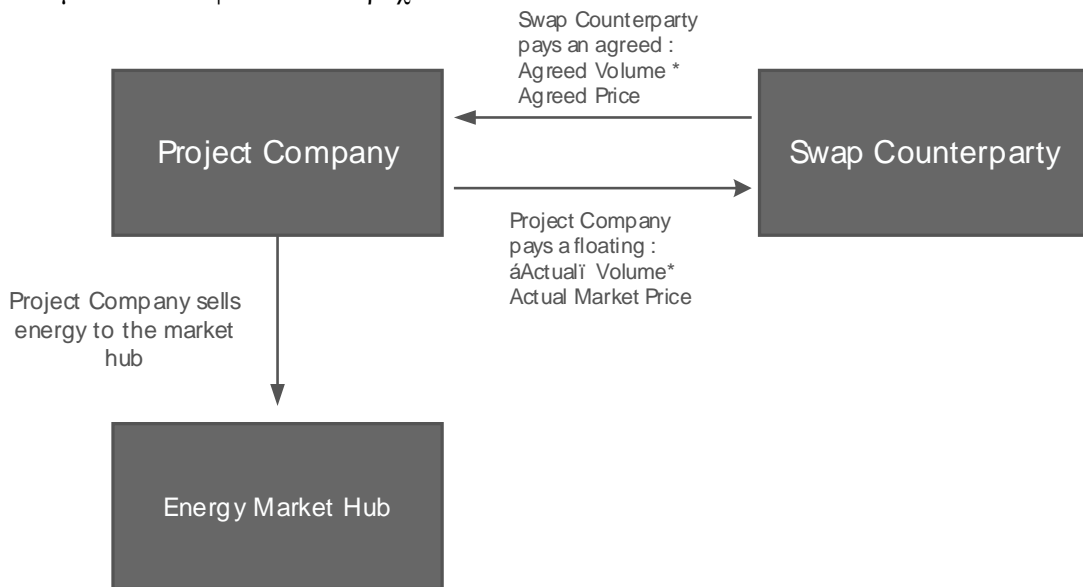 Swap Counterparty
pays an agreed :
Agreed Volume *
Agreed Price
Project Company
Swap Counterparty
Project Company
pays a floating :
áActualï Volume*
Actual Market Price
Project Company sells
energy to the market
hub
Energy Market Hub